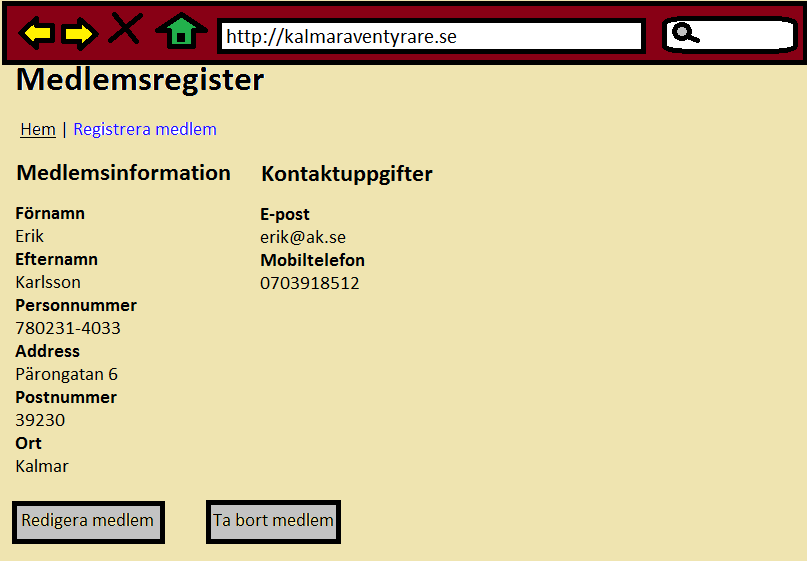 http://kalmaraventyrare.se
Medlemsregister
Hem | Registrera medlem
Medlemsinformation
Förnamn
Erik
Efternamn
Karlsson
Personnummer
780231-4033
Address
Pärongatan 6
Postnummer
39230
Ort
Kalmar
Kontaktuppgifter
E-post
erik@ak.se
Mobiltelefon
0703918512
Redigera medlem
Ta bort medlem